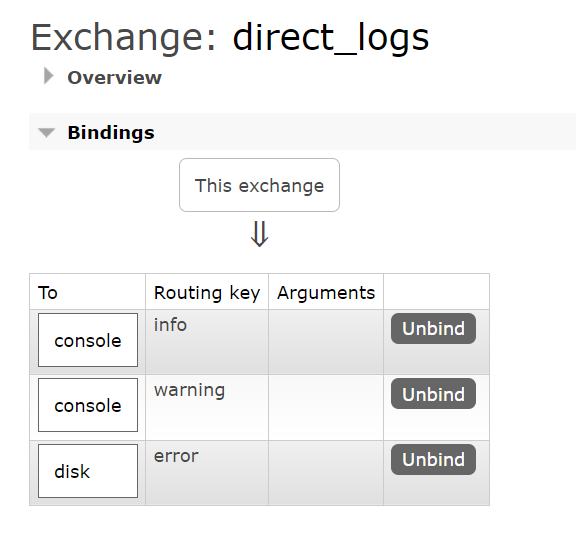 Exchange: direct_logs
Overview
Bindings
This exchange
⇓
To Routing key Arguments
console info Unbind
console warning Unbind
disk error Unbind